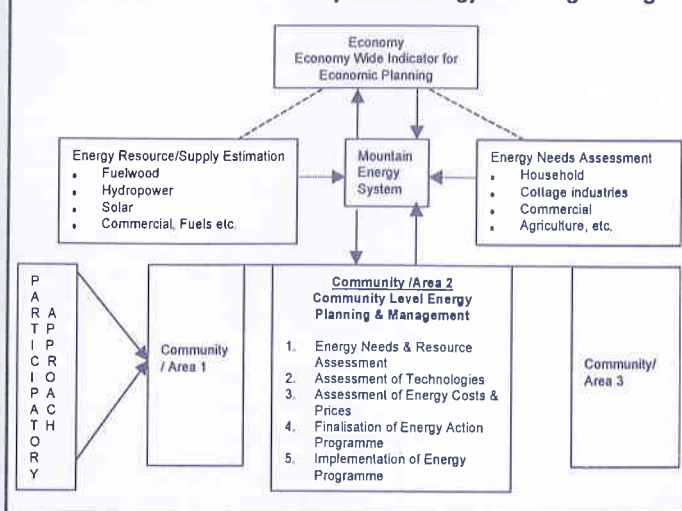 Economy
Economy Wide Indicator for
Economic Planning
Energy Resource/Supply Estimation
• Fuelwood
• Hydropower
• Solar
• Commercial, Fuels etc.
Mountain
Energy
System
Energy Needs Assessment
• Household
• Collage industries
• Commercial
• Agriculture, etc.
PARTICIPATORY
APPROACH
Community
/ Area 1
Community /Area 2
Community Level Energy
Planning & Management
1. Energy Needs & Resource
Assessment
2. Assessment of Technologies
3. Assessment of Energy Costs &
Prices
4. Finalisation of Energy Action
Programme
5. Implementation of Energy
Programme
Community/
Area 3